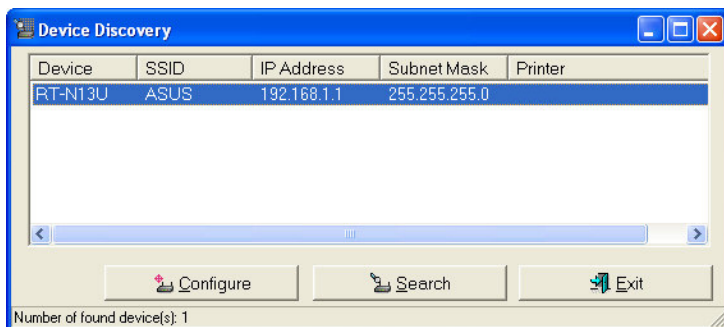 Device Discovery
Device SSID IP Address Subnet Mask Printer
RT-N13U ASUS 192.168.1.1 255.255.255.0
Configure Search Exit
Number of found device(s): 1